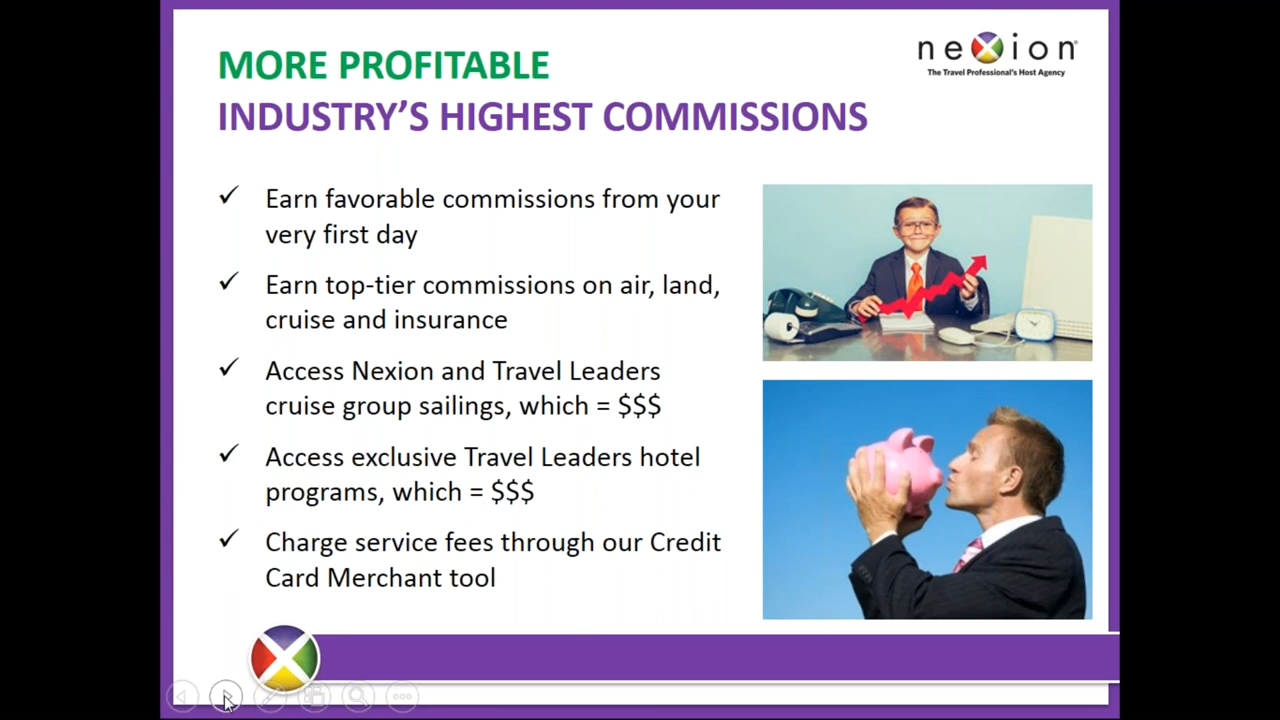 MORE PROFITABLE
INDUSTRY'S HIGHEST COMMISSIONS
nexion®
The Travel Professional's Host Agency
✓ Earn favorable commissions from your
very first day
✓ Earn top-tier commissions on air, land,
cruise and insurance
✓ Access Nexion and Travel Leaders
cruise group sailings, which = $$$
✓ Access exclusive Travel Leaders hotel
programs, which = $$$
✓ Charge service fees through our Credit
Card Merchant tool